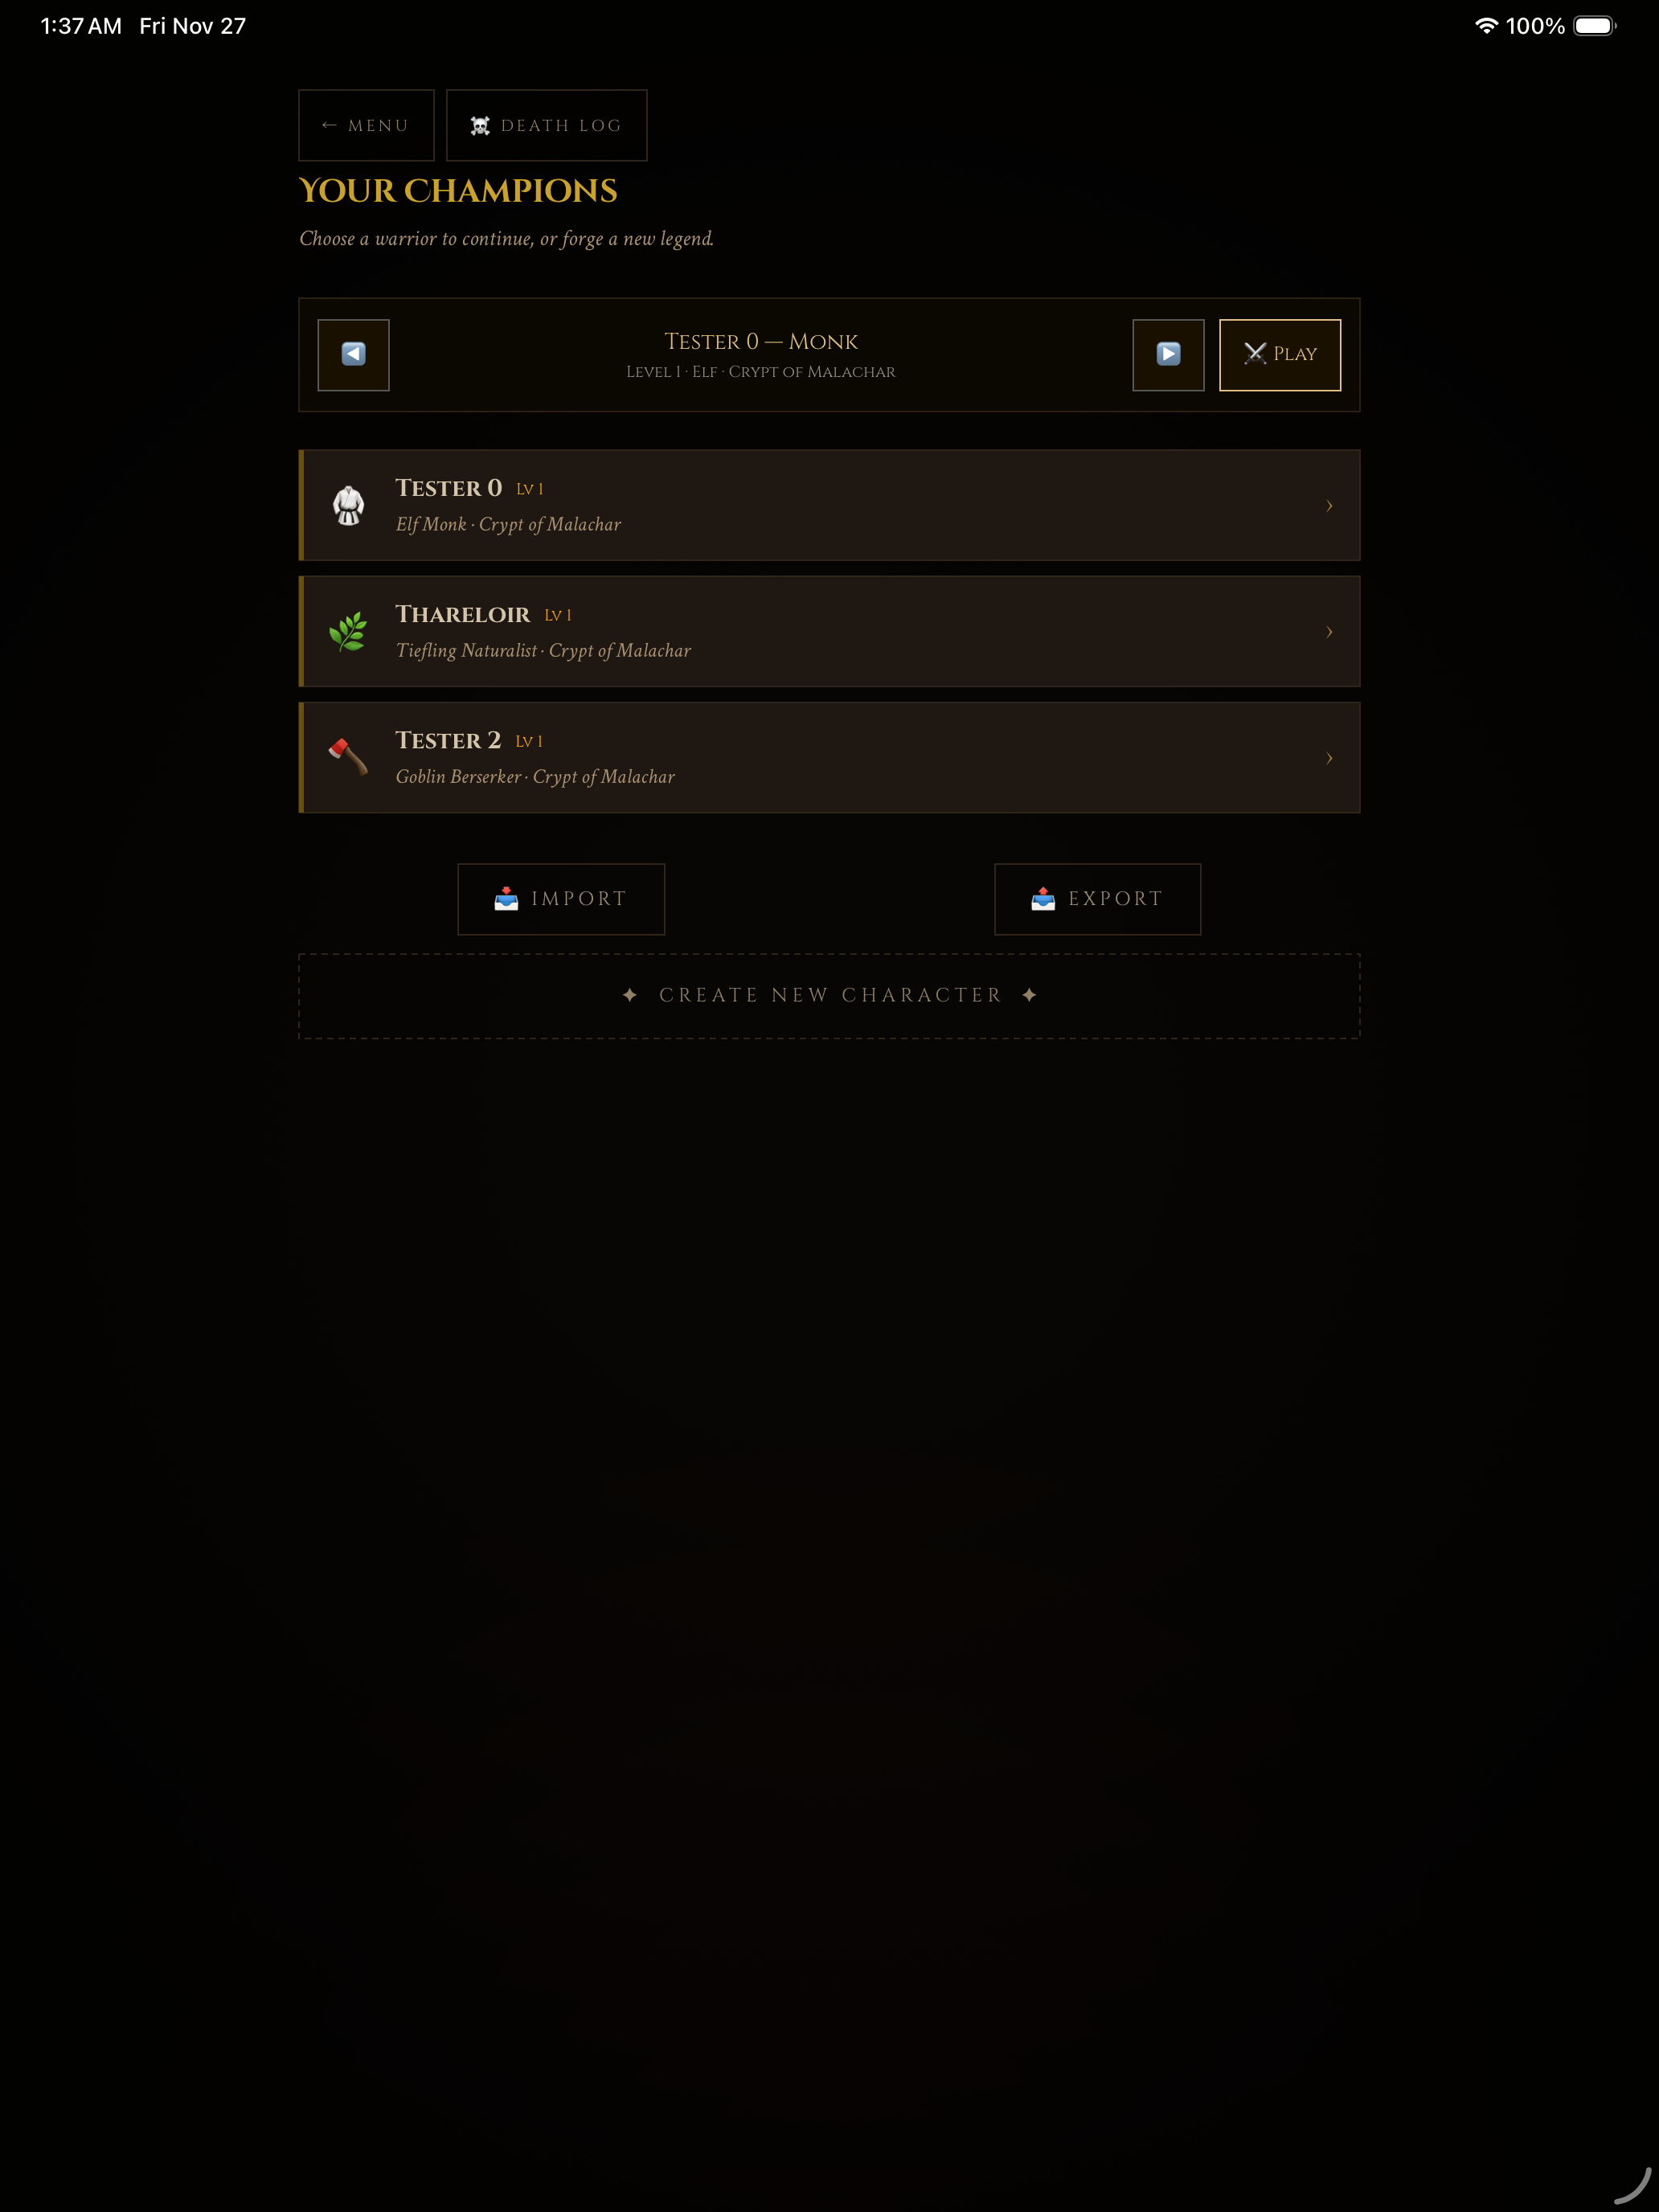 1:37 AM Fri Nov 27 100%
← MENU
☠️ DEATH LOG
Your Champions
Choose a warrior to continue, or forge a new legend.
Tester 0 — Monk
Level 1 · Elf · Crypt of Malachar
⚔️ Play
Tester 0 Lv 1
Elf Monk · Crypt of Malachar
›
Thareloir Lv 1
Tiefling Naturalist · Crypt of Malachar
›
Tester 2 Lv 1
Goblin Berserker · Crypt of Malachar
›
📥 IMPORT
📤 EXPORT
✦ CREATE NEW CHARACTER ✦